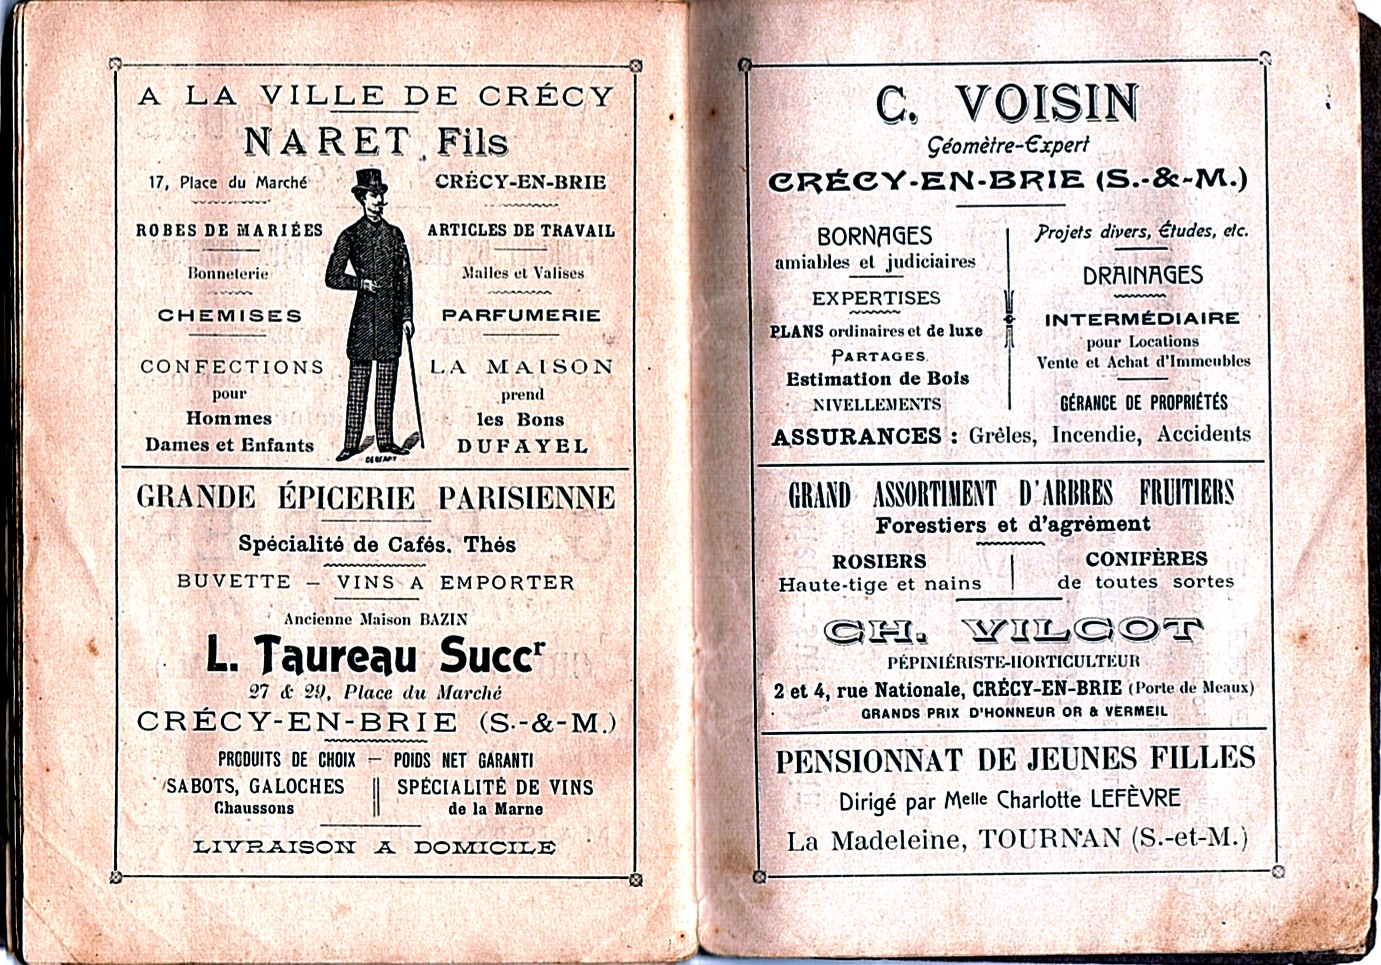 A LA VILLE DE CRÉCY
NARET Fils
17, Place du Marché
CRÉCY-EN-BRIE
ROBES DE MARIÉES
Bonneterie
CHEMISES
CONFECTIONS
pour
Hommes
Dames et Enfants
ARTICLES DE TRAVAIL
Malles et Valises
PARFUMERIE
LA MAISON
prend
les Bons
DUFAYEL
GRANDE ÉPICERIE PARISIENNE
Spécialité de Cafés. Thés
BUVETTE — VINS A EMPORTER
Ancienne Maison BAZIN
L. Taureau Succr
27 & 29, Place du Marché
CRÉCY-EN-BRIE (S.-&-M.)
PRODUITS DE CHOIX — POIDS NET GARANTI
SABOTS, GALOCHES
Chaussons
SPÉCIALITÉ DE VINS
de la Marne
LIVRAISON A DOMICILE
C. VOISIN
Géomètre-Expert
CRÉCY-EN-BRIE (S.-&-M.)
BORNAGES
amiables et judiciaires
EXPERTISES
PLANS ordinaires et de luxe
PARTAGES
Estimation de Bois
NIVELLEMENTS
Projets divers, Études, etc.
DRAINAGES
INTERMÉDIAIRE
pour Locations
Vente et Achat d'Immeubles
GÉRANCE DE PROPRIÉTÉS
ASSURANCES : Grêles, Incendie, Accidents
GRAND ASSORTIMENT D'ARBRES FRUITIERS
Forestiers et d'agrément
ROSIERS
Haute-tige et nains
CONIFÈRES
de toutes sortes
CH. VILCOT
PÉPINIÉRISTE-HORTICULTEUR
2 et 4, rue Nationale, CRÉCY-EN-BRIE (Porte de Meaux)
GRANDS PRIX D'HONNEUR OR & VERMEIL
PENSIONNAT DE JEUNES FILLES
Dirigé par Melle Charlotte LEFÈVRE
La Madeleine, TOURNAN (S.-et-M.)